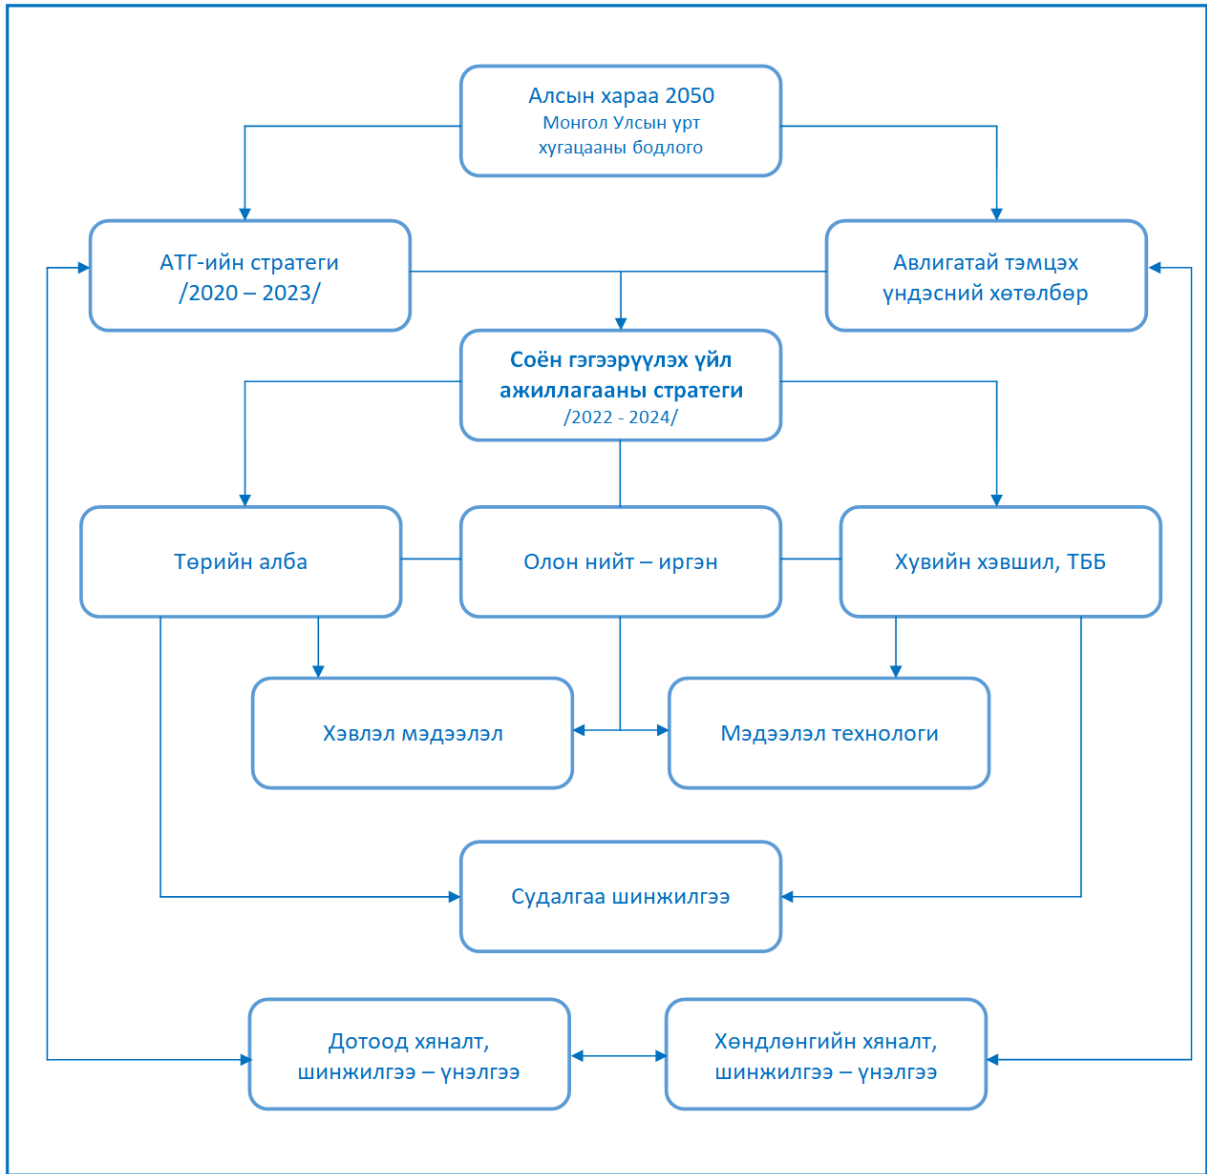 Алсын хараа 2050
Монгол Улсын урт
хугацааны бодлого
АТГ-ийн стратеги
/2020 – 2023/
Авлигатай тэмцэх
үндэсний хөтөлбөр
Соён гэгээрүүлэх үйл
ажиллагааны стратеги
/2022 - 2024/
Төрийн алба
Олон нийт – иргэн
Хувийн хэвшил, ТББ
Хэвлэл мэдээлэл
Мэдээлэл технологи
Судалгаа шинжилгээ
Дотоод хяналт,
шинжилгээ – үнэлгээ
Хөндлөнгийн хяналт,
шинжилгээ – үнэлгээ